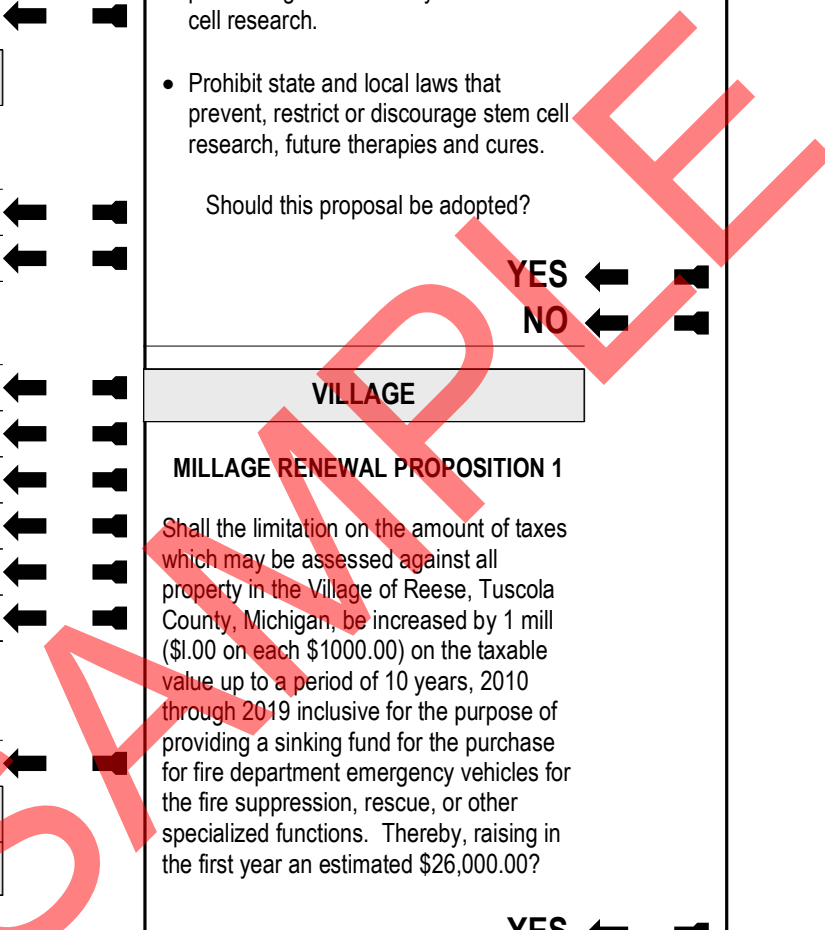 cell research.
• Prohibit state and local laws that
prevent, restrict or discourage stem cell
research, future therapies and cures.
Should this proposal be adopted?
YES
NO
VILLAGE
MILLAGE RENEWAL PROPOSITION 1
Shall the limitation on the amount of taxes
which may be assessed against all
property in the Village of Reese, Tuscola
County, Michigan, be increased by 1 mill
($I.00 on each $1000.00) on the taxable
value up to a period of 10 years, 2010
through 2019 inclusive for the purpose of
providing a sinking fund for the purchase
for fire department emergency vehicles for
the fire suppression, rescue, or other
specialized functions.  Thereby, raising in
the first year an estimated $26,000.00?
YES
SAMPLE